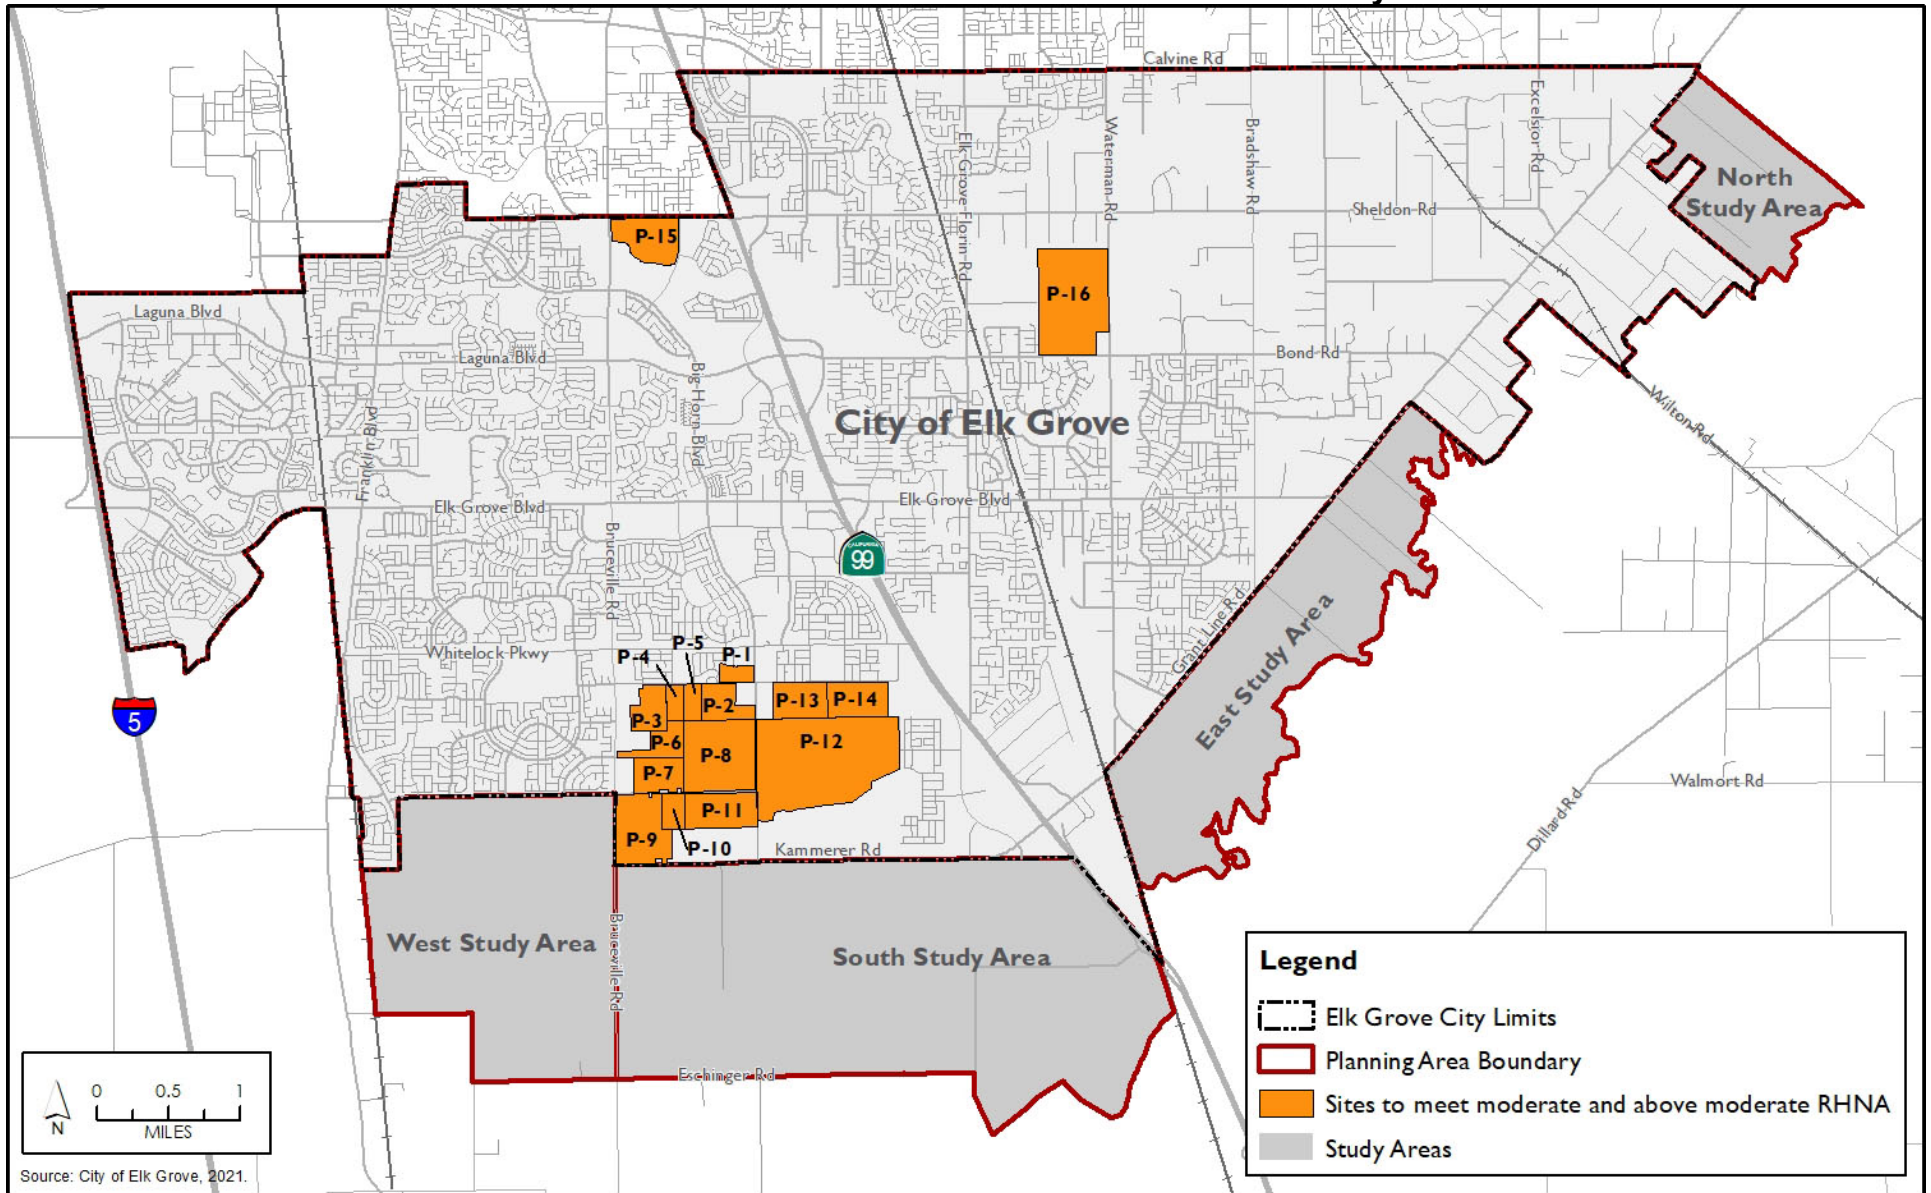 Calvine Rd
Excelsior Rd
Elk Grove-Florin Rd
Waterman Rd
Bradshaw Rd
North
Study Area
Sheldon Rd
P-15
P-16
Laguna Blvd
Laguna Blvd
Bond Rd
Big Horn Blvd
Franklin Blvd
Wilton Rd
City of Elk Grove
Elk Grove Blvd
Elk Grove Blvd
CALIFORNIA
99
Bruceville Rd
Grant Line Rd
East Study Area
Whitelock Pkwy
P-4
P-5
P-1
P-2
P-3
P-13
P-14
5
P-6
P-8
P-12
P-7
Walmort Rd
Dillard Rd
P-11
P-9
P-10
Kammerer Rd
West Study Area
Bruceville Rd
South Study Area
Eschinger Rd
Legend
Elk Grove City Limits
Planning Area Boundary
Sites to meet moderate and above moderate RHNA
Study Areas
N
0 0.5 1
MILES
Source: City of Elk Grove, 2021.